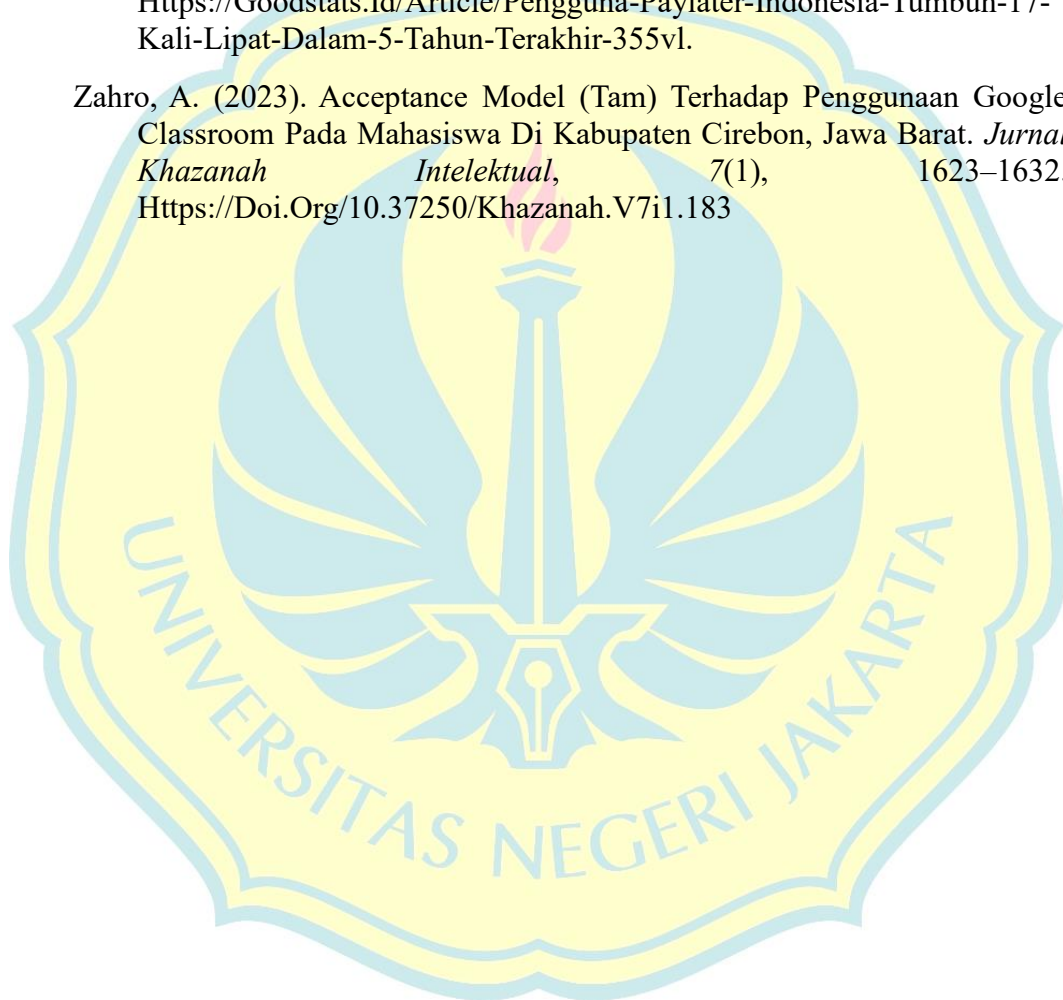 Https://Goodstats.Id/Article/Pengguna-Paylater-Indonesia-Tumbuh-17-
Kali-Lipat-Dalam-5-Tahun-Terakhir-355vl.
Zahro, A. (2023). Acceptance Model (Tam) Terhadap Penggunaan Google
Classroom Pada Mahasiswa Di Kabupaten Cirebon, Jawa Barat. Jurnal
Khazanah Intelektual, 7(1), 1623–1632.
Https://Doi.Org/10.37250/Khazanah.V7i1.183
UNIVERSITAS NEGERI JAKARTA